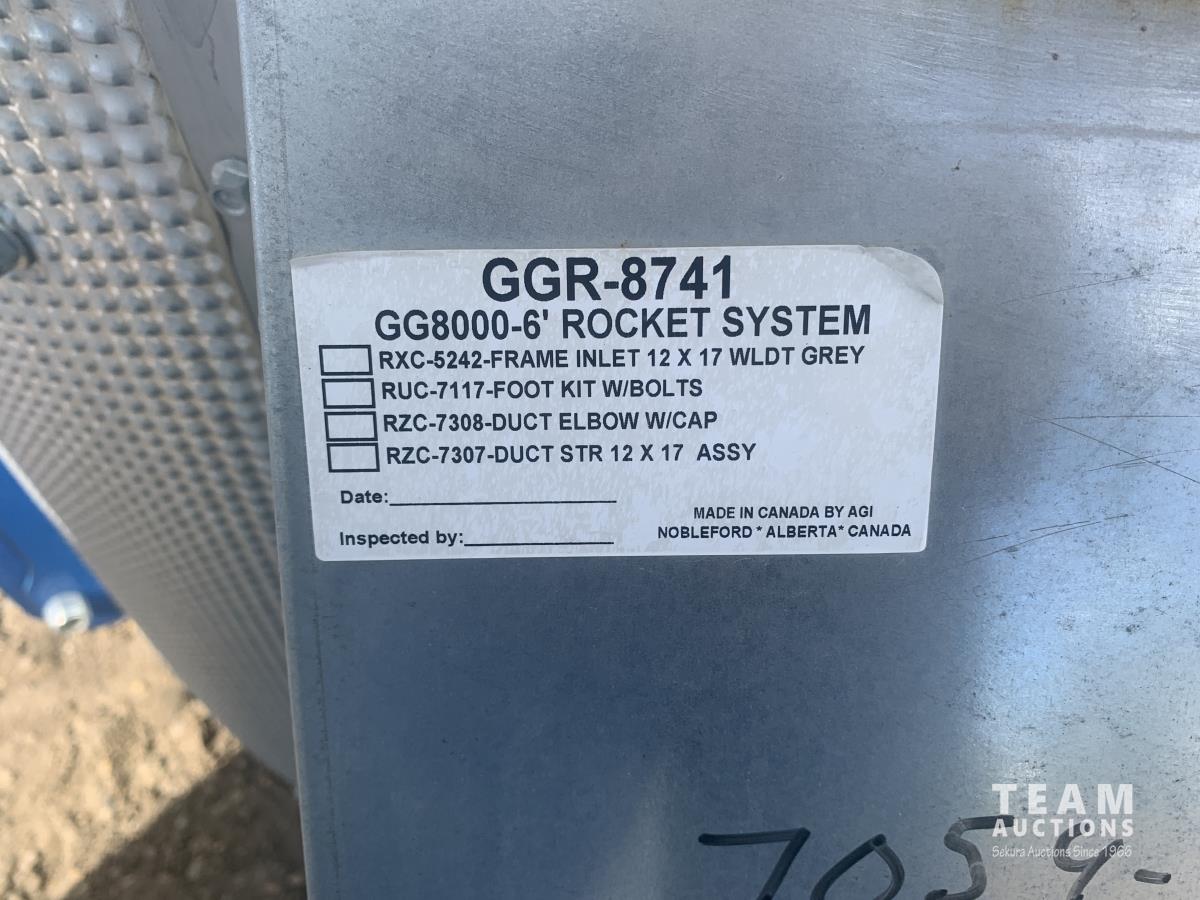 GGR-8741
GG8000-6' ROCKET SYSTEM
RXC-5242-FRAME INLET 12 X 17 WLDT GREY
RUC-7117-FOOT KIT W/BOLTS
RZC-7308-DUCT ELBOW W/CAP
RZC-7307-DUCT STR 12 X 17 ASSY
Date:
MADE IN CANADA BY AGI
Inspected by:
NOBLEFORD * ALBERTA* CANADA
TEAM
AUCTIONS
Sekura Auctions Since 1966
7059-